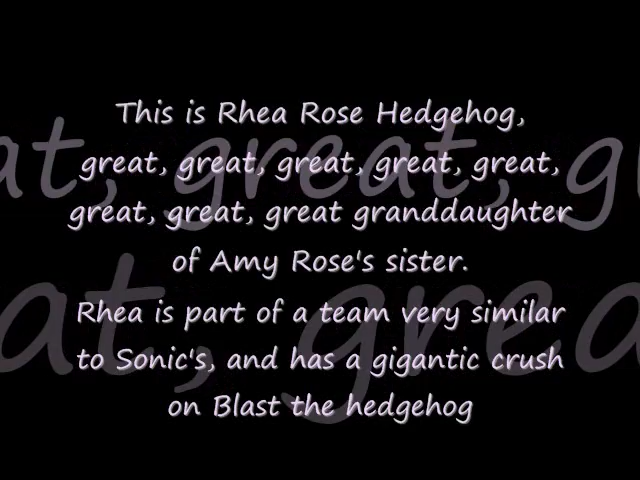 This is Rhea Rose Hedgehog,
great, great, great, great, great,
great, great, great granddaughter
of Amy Rose's sister.
Rhea is part of a team very similar
to Sonic's, and has a gigantic crush
on Blast the hedgehog